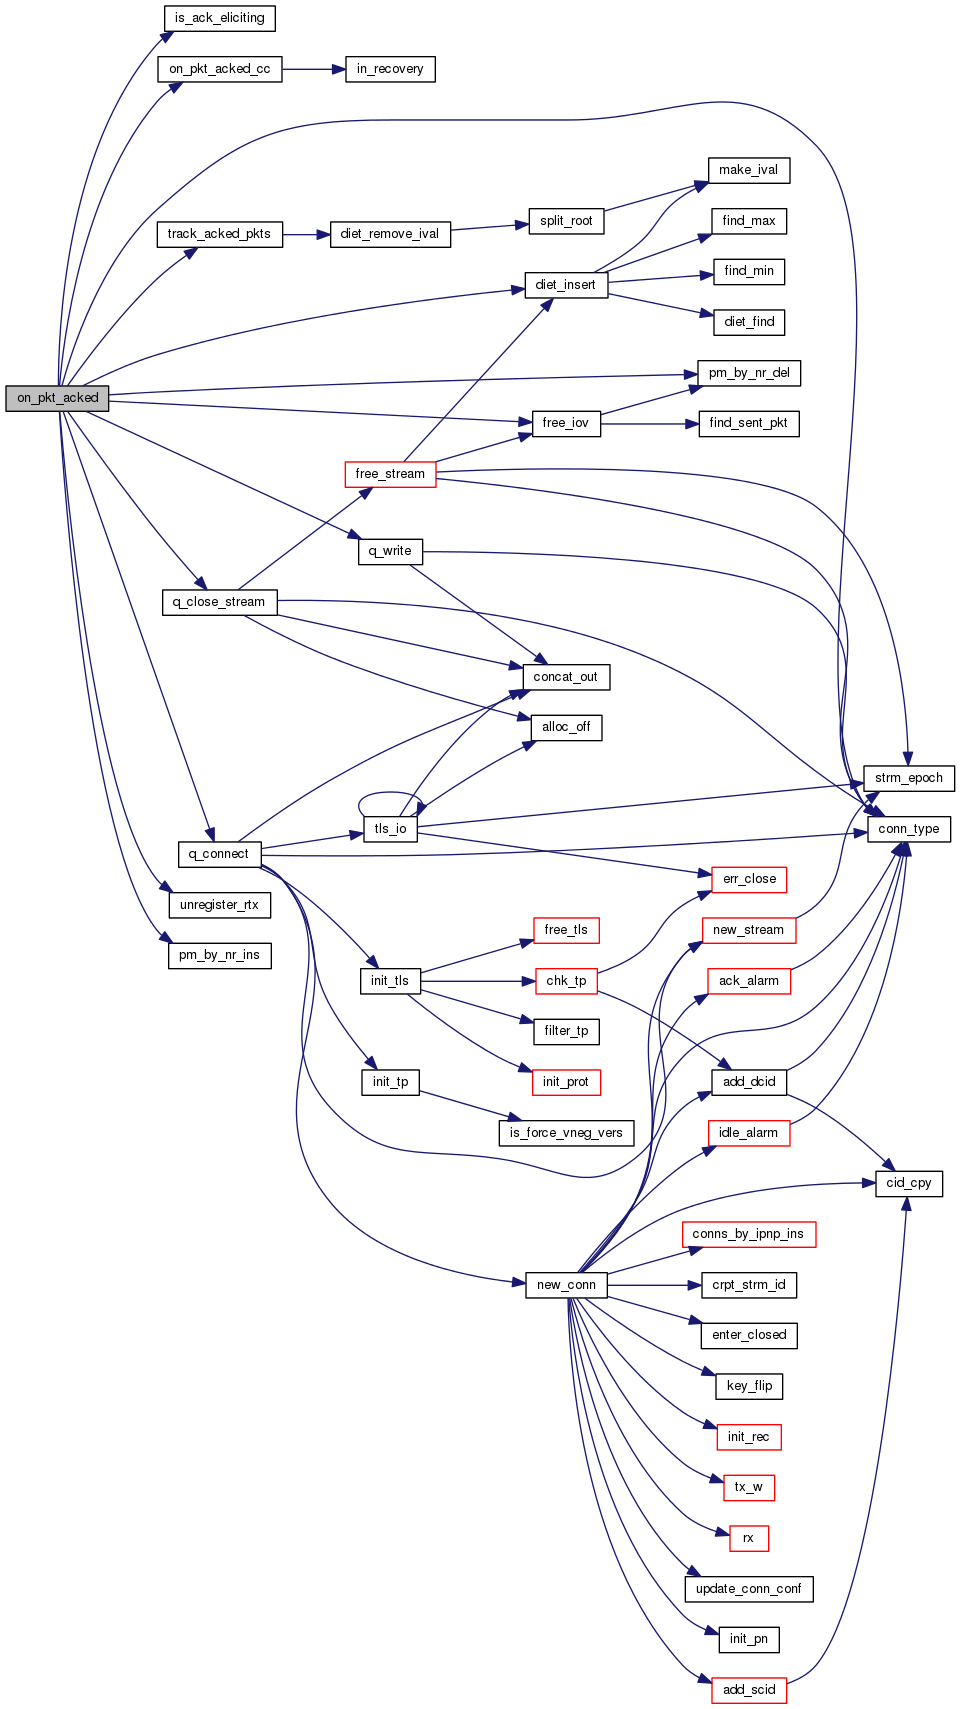 is_ack_eliciting
on_pkt_acked_cc
in_recovery
make_ival
find_max
track_acked_pkts
diet_remove_ival
split_root
find_min
diet_insert
diet_find
pm_by_nr_del
on_pkt_acked
free_iov
find_sent_pkt
free_stream
q_write
q_close_stream
concat_out
alloc_off
strm_epoch
tls_io
conn_type
q_connect
err_close
unregister_rtx
new_stream
free_tls
pm_by_nr_ins
init_tls
chk_tp
ack_alarm
filter_tp
init_tp
init_prot
add_dcid
is_force_vneg_vers
idle_alarm
cid_cpy
conns_by_ipnp_ins
new_conn
crpt_strm_id
enter_closed
key_flip
init_rec
tx_w
rx
update_conn_conf
init_pn
add_scid